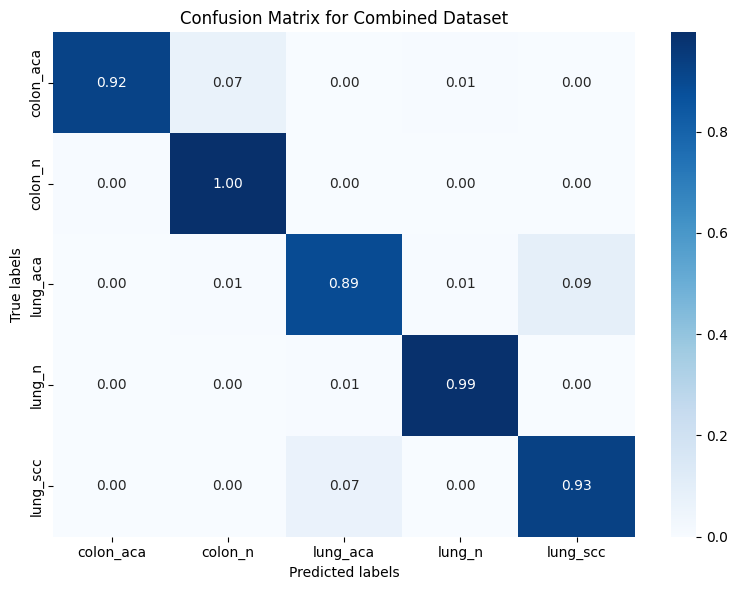 Confusion Matrix for Combined Dataset
colon_aca 0.92 0.07 0.00 0.01 0.00
colon_n 0.00 1.00 0.00 0.00 0.00
lung_aca 0.00 0.01 0.89 0.01 0.09
lung_n 0.00 0.00 0.01 0.99 0.00
lung_scc 0.00 0.00 0.07 0.00 0.93
True labels
colon_aca colon_n lung_aca lung_n lung_scc
Predicted labels
0.8
0.6
0.4
0.2
0.0